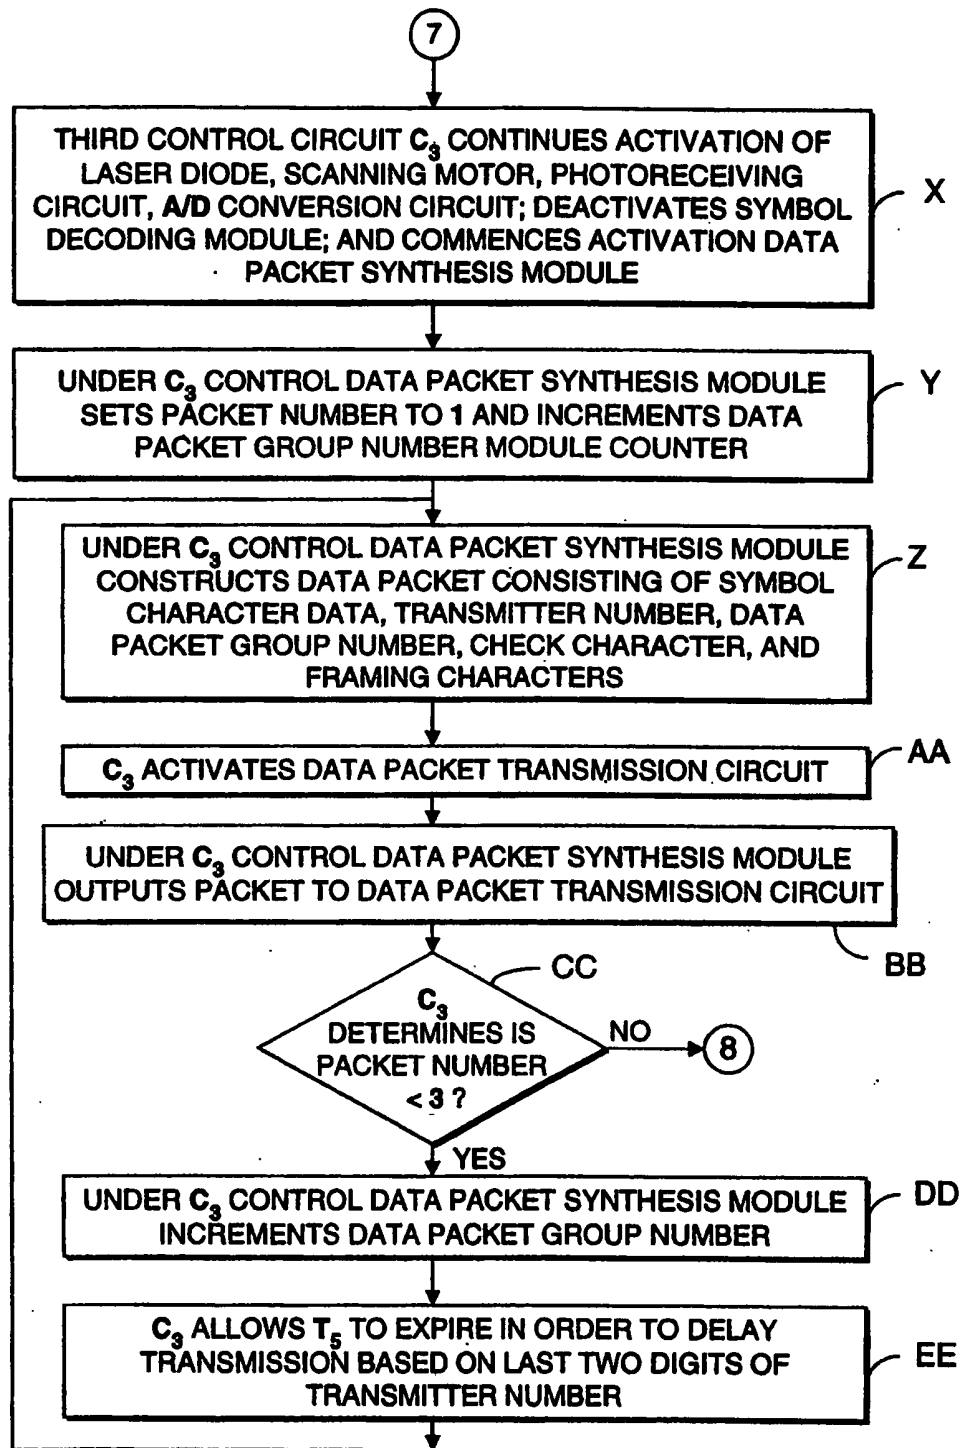 7
THIRD CONTROL CIRCUIT C₃ CONTINUES ACTIVATION OF
LASER DIODE, SCANNING MOTOR, PHOTORECEIVING
CIRCUIT, A/D CONVERSION CIRCUIT; DEACTIVATES SYMBOL
DECODING MODULE; AND COMMENCES ACTIVATION DATA
PACKET SYNTHESIS MODULE
X
UNDER C₃ CONTROL DATA PACKET SYNTHESIS MODULE
SETS PACKET NUMBER TO 1 AND INCREMENTS DATA
PACKET GROUP NUMBER MODULE COUNTER
Y
UNDER C₃ CONTROL DATA PACKET SYNTHESIS MODULE
CONSTRUCTS DATA PACKET CONSISTING OF SYMBOL
CHARACTER DATA, TRANSMITTER NUMBER, DATA
PACKET GROUP NUMBER, CHECK CHARACTER, AND
FRAMING CHARACTERS
Z
C₃ ACTIVATES DATA PACKET TRANSMISSION CIRCUIT
AA
UNDER C₃ CONTROL DATA PACKET SYNTHESIS MODULE
OUTPUTS PACKET TO DATA PACKET TRANSMISSION CIRCUIT
BB
CC
C₃
DETERMINES IS
PACKET NUMBER
< 3 ?
NO
8
YES
UNDER C₃ CONTROL DATA PACKET SYNTHESIS MODULE
INCREMENTS DATA PACKET GROUP NUMBER
DD
C₃ ALLOWS T₅ TO EXPIRE IN ORDER TO DELAY
TRANSMISSION BASED ON LAST TWO DIGITS OF
TRANSMITTER NUMBER
EE